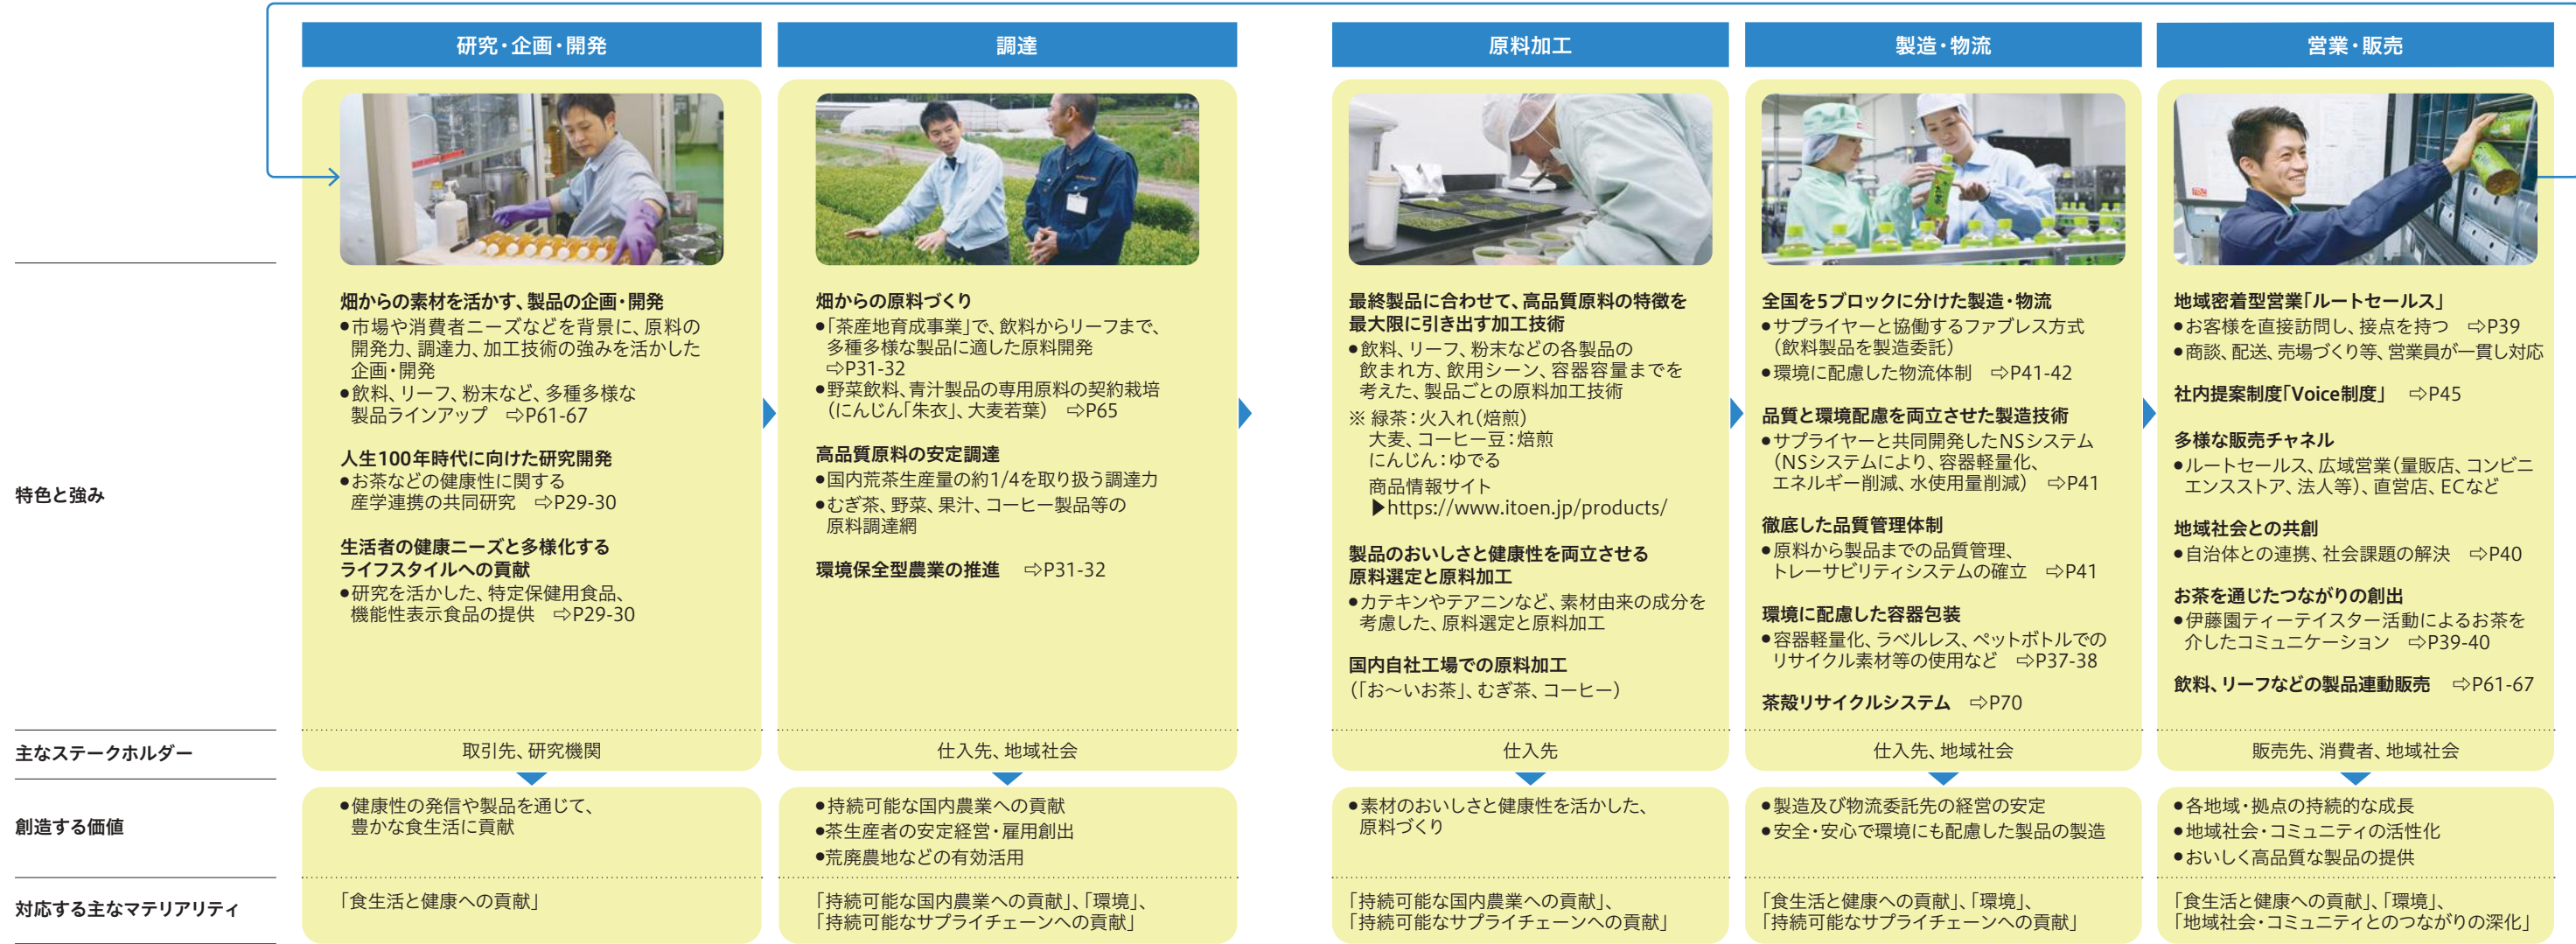 研究・企画・開発
畑からの素材を活かす、製品の企画・開発
●市場や消費者ニーズなどを背景に、原料の
開発力、調達力、加工技術の強みを活かした
企画・開発
●飲料、リーフ、粉末など、多種多様な
製品ラインアップ ⇨P61-67
人生100年時代に向けた研究開発
●お茶などの健康性に関する
産学連携の共同研究 ⇨P29-30
生活者の健康ニーズと多様化する
ライフスタイルへの貢献
●研究を活かした、特定保健用食品、
機能性表示食品の提供 ⇨P29-30
調達
畑からの原料づくり
●「茶産地育成事業」で、飲料からリーフまで、
多種多様な製品に適した原料開発
⇨P31-32
●野菜飲料、青汁製品の専用原料の契約栽培
（にんじん「朱衣」、大麦若葉） ⇨P65
高品質原料の安定調達
●国内荒茶生産量の約1/4を取り扱う調達力
●むぎ茶、野菜、果汁、コーヒー製品等の
原料調達網
環境保全型農業の推進 ⇨P31-32
原料加工
最終製品に合わせて、高品質原料の特徴を
最大限に引き出す加工技術
●飲料、リーフ、粉末などの各製品の
飲まれ方、飲用シーン、容器容量までを
考えた、製品ごとの原料加工技術
※ 緑茶：火入れ（焙煎）
大麦、コーヒー豆：焙煎
にんじん：ゆでる
商品情報サイト
▶https://www.itoen.jp/products/
製品のおいしさと健康性を両立させる
原料選定と原料加工
●カテキンやテアニンなど、素材由来の成分を
考慮した、原料選定と原料加工
国内自社工場での原料加工
（「お～いお茶」、むぎ茶、コーヒー）
製造・物流
全国を5ブロックに分けた製造・物流
●サプライヤーと協働するファブレス方式
（飲料製品を製造委託）
●環境に配慮した物流体制 ⇨P41-42
品質と環境配慮を両立させた製造技術
●サプライヤーと共同開発したNSシステム
（NSシステムにより、容器軽量化、
エネルギー削減、水使用量削減） ⇨P41
徹底した品質管理体制
●原料から製品までの品質管理、
トレーサビリティシステムの確立 ⇨P41
環境に配慮した容器包装
●容器軽量化、ラベルレス、ペットボトルでの
リサイクル素材等の使用など ⇨P37-38
茶殻リサイクルシステム ⇨P70
営業・販売
地域密着型営業「ルートセールス」
●お客様を直接訪問し、接点を持つ ⇨P39
●商談、配送、売場づくり等、営業員が一貫し対応
社内提案制度「Voice制度」 ⇨P45
多様な販売チャネル
●ルートセールス、広域営業（量販店、コンビニ
エンスストア、法人等）、直営店、ECなど
地域社会との共創
●自治体との連携、社会課題の解決 ⇨P40
お茶を通じたつながりの創出
●伊藤園ティーテイスター活動によるお茶を
介したコミュニケーション ⇨P39-40
飲料、リーフなどの製品連動販売 ⇨P61-67
特色と強み
主なステークホルダー
取引先、研究機関
仕入先、地域社会
仕入先
仕入先、地域社会
販売先、消費者、地域社会
創造する価値
●健康性の発信や製品を通じて、
豊かな食生活に貢献
●持続可能な国内農業への貢献
●茶生産者の安定経営・雇用創出
●荒廃農地などの有効活用
●素材のおいしさと健康性を活かした、
原料づくり
●製造及び物流委託先の経営の安定
●安全・安心で環境にも配慮した製品の製造
●各地域・拠点の持続的な成長
●地域社会・コミュニティの活性化
●おいしく高品質な製品の提供
対応する主なマテリアリティ
「食生活と健康への貢献」
「持続可能な国内農業への貢献」、「環境」、
「持続可能なサプライチェーンへの貢献」
「持続可能な国内農業への貢献」、
「持続可能なサプライチェーンへの貢献」
「食生活と健康への貢献」、「環境」、
「持続可能なサプライチェーンへの貢献」
「食生活と健康への貢献」、「環境」、
「地域社会・コミュニティとのつながりの深化」